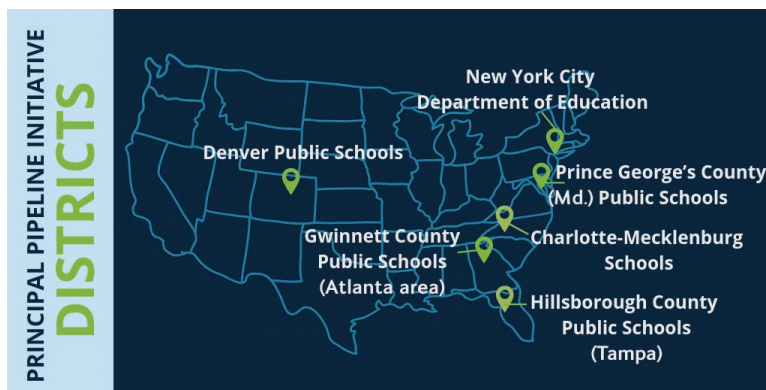 PRINCIPAL PIPELINE INITIATIVE
DISTRICTS
New York City
Department of Education
Denver Public Schools
Prince George’s County
(Md.) Public Schools
Gwinnett County
Public Schools
(Atlanta area)
Charlotte-Mecklenburg
Schools
Hillsborough County
Public Schools
(Tampa)